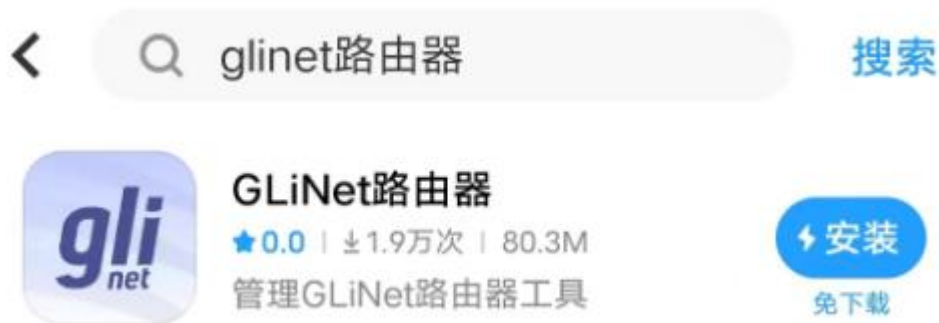 glinet路由器 搜索
gli
net
GLiNet路由器
0.0 | 1.9万次 | 80.3M
管理GLiNet路由器工具
安装
免下载